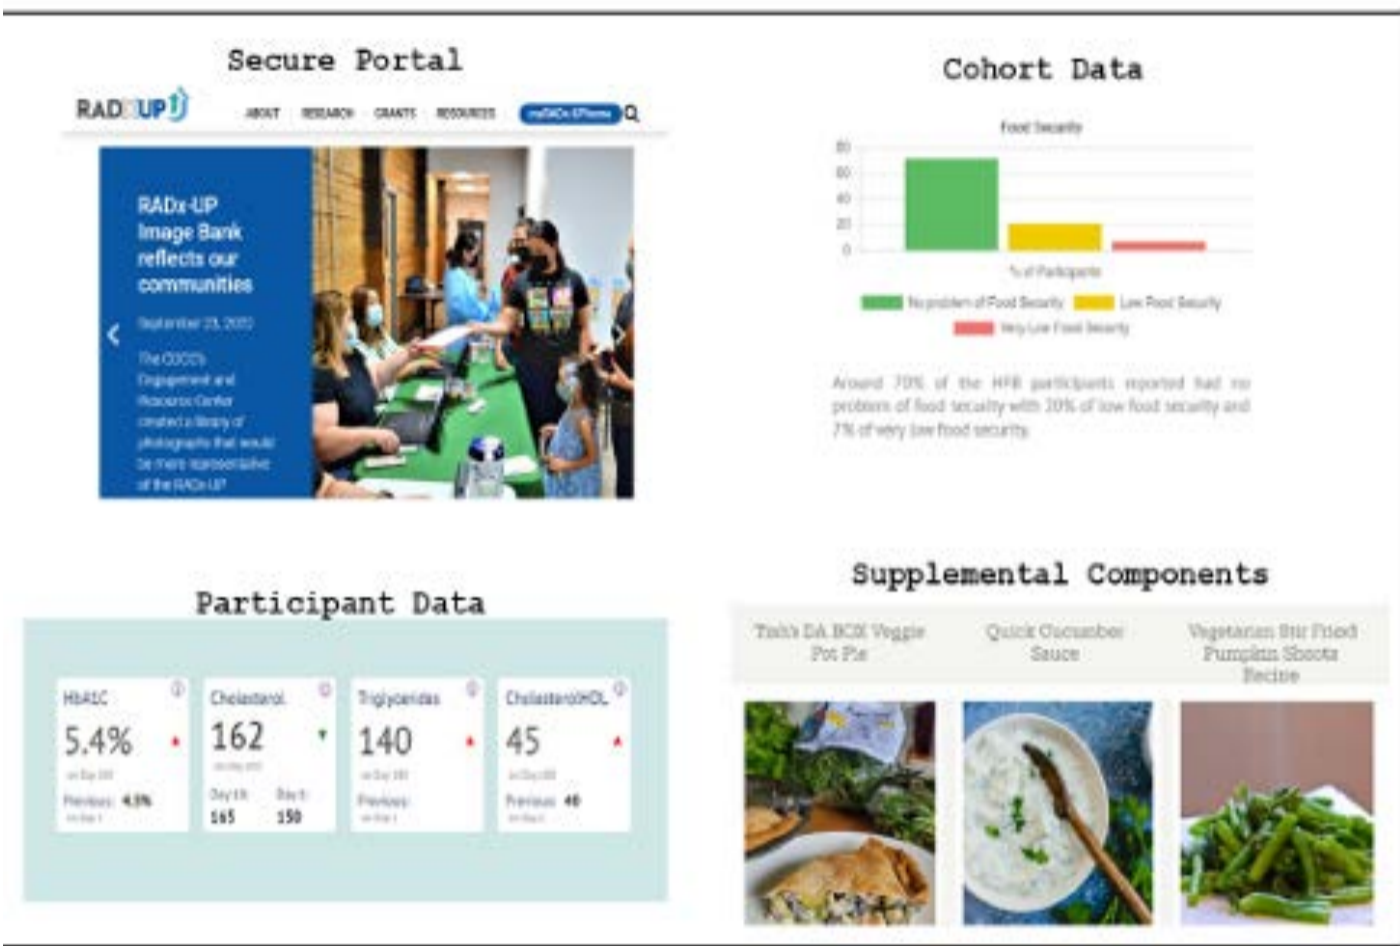 Secure Portal
RADxUP
ABOUT RESEARCH GRANTS RESOURCES
RADx-UP
Image Bank
reflects our
communities
September 23, 2022
The CDCC's
Engagement and
Resource Center
created a library of
photographs that would
be more representative
of the RADx-UP
Cohort Data
Food Security
80
60
40
20
0
% of Participants
No problem of Food Security Low Food Security
Very Low Food Security
Around 70% of the HFB participants reported had no
problem of food security with 20% of low food security and
7% of very low food security.
Participant Data
HbA1C
5.4%
Previous: 4.5%
Cholesterol
162
165 150
Triglycerides
140
Previous:
CholesterolHDL
45
Previous: 40
Supplemental Components
DA BOX Veggie
Pot Pie
Quick Cucumber
Sauce
Vegetarian Stir Fried
Pumpkin Shoots
Recipe